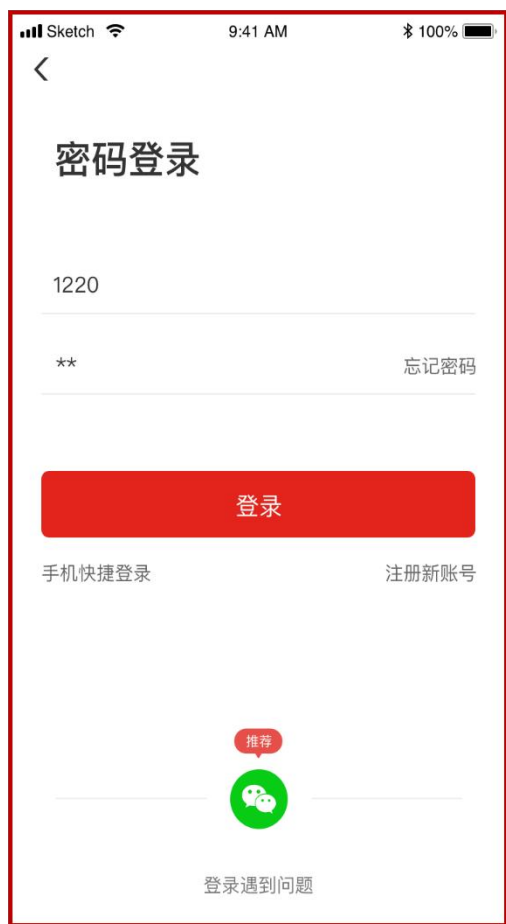 Sketch 9:41 AM 100%
密码登录
1220
** 忘记密码
登录
手机快捷登录 注册新账号
推荐
登录遇到问题